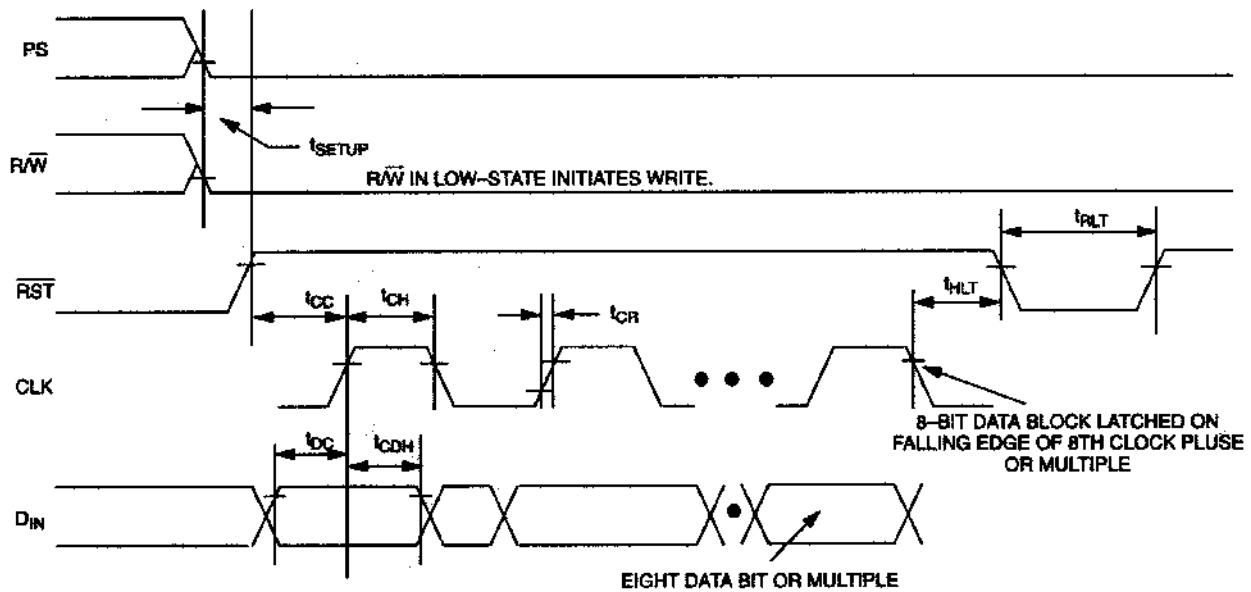 PS
tSETUP
R/W̅
R/W̅ IN LOW–STATE INITIATES WRITE.
tRLT
R̅S̅T̅
tCC
tCH
tCR
tHLT
CLK
8–BIT DATA BLOCK LATCHED ON
FALLING EDGE OF 8TH CLOCK PLUSE
OR MULTIPLE
tDC
tCDH
DIN
EIGHT DATA BIT OR MULTIPLE